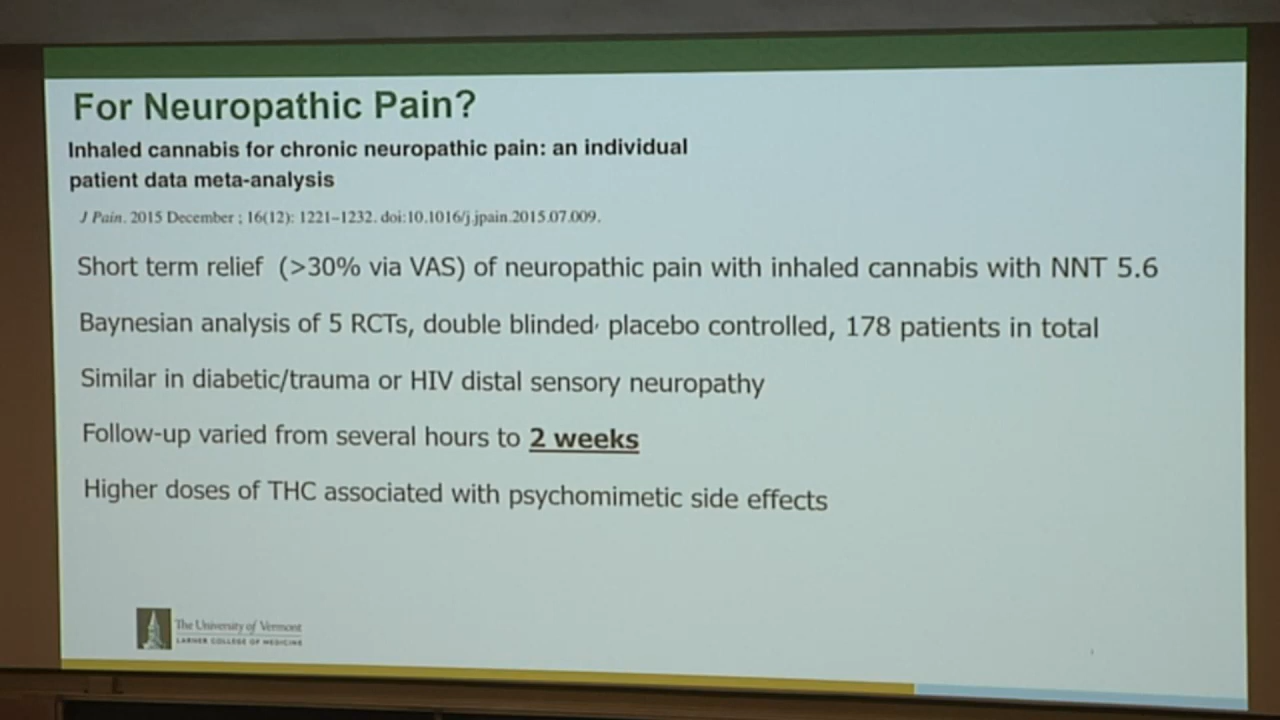 For Neuropathic Pain?
Inhaled cannabis for chronic neuropathic pain: an individual
patient data meta-analysis
J Pain. 2015 December ; 16(12): 1221–1232. doi:10.1016/j.jpain.2015.07.009.
Short term relief (>30% via VAS) of neuropathic pain with inhaled cannabis with NNT 5.6
Baynesian analysis of 5 RCTs, double blinded, placebo controlled, 178 patients in total
Similar in diabetic/trauma or HIV distal sensory neuropathy
Follow-up varied from several hours to 2 weeks
Higher doses of THC associated with psychomimetic side effects
The University of Vermont
LARNER COLLEGE OF MEDICINE